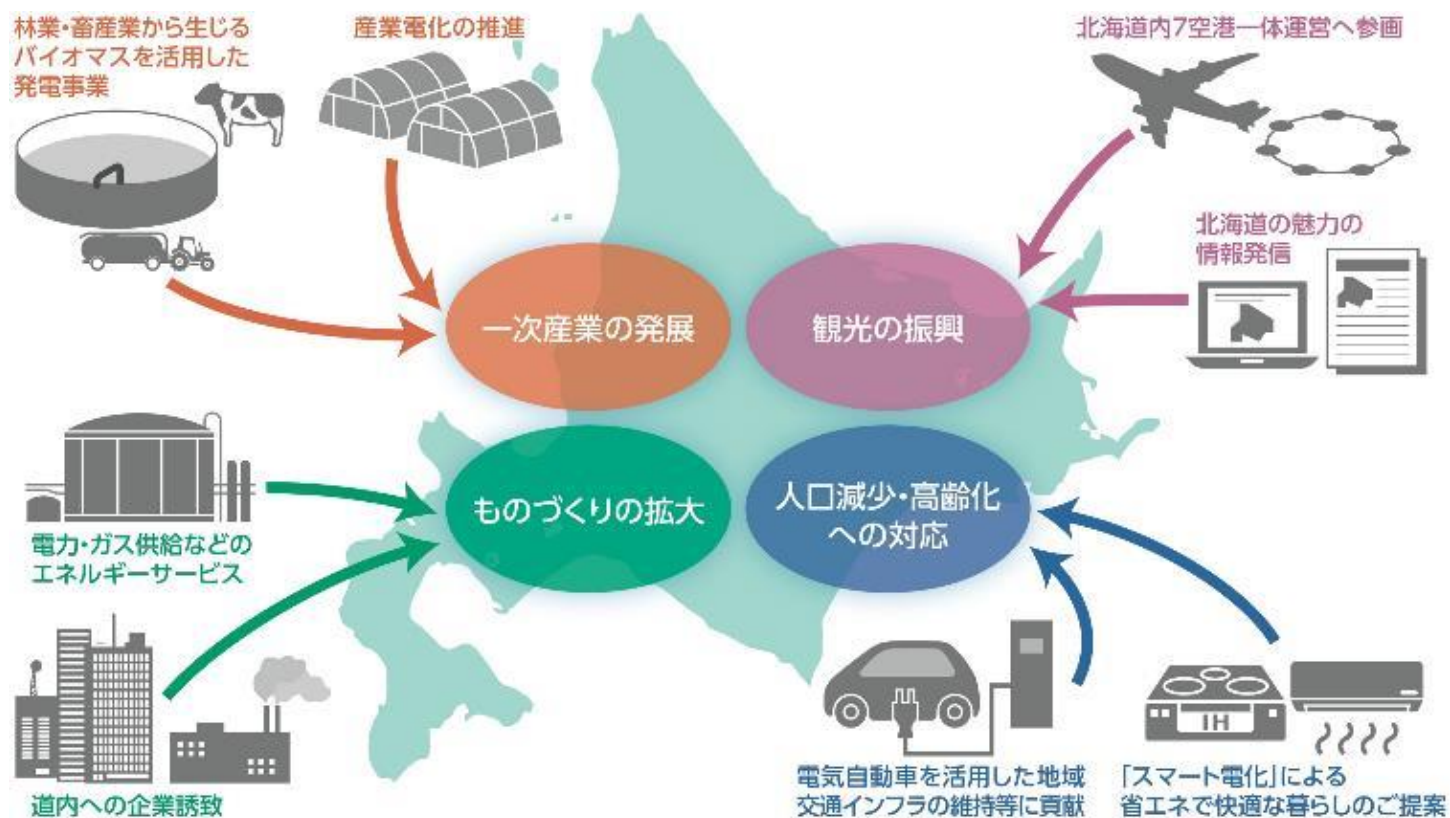 林業・畜産業から生じる
バイオマスを活用した
発電事業
産業電化の推進
北海道内7空港一体運営へ参画
北海道の魅力の
情報発信
一次産業の発展
観光の振興
ものづくりの拡大
人口減少・高齢化
への対応
電力・ガス供給などの
エネルギーサービス
道内への企業誘致
電気自動車を活用した地域
交通インフラの維持等に貢献
IH
「スマート電化」による
省エネで快適な暮らしのご提案